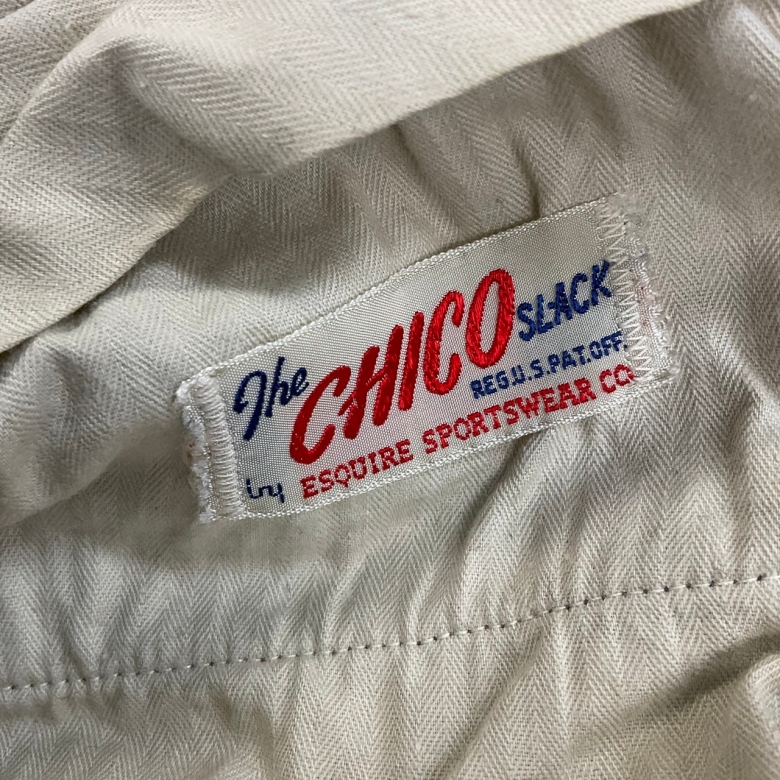 The CHICO SLACK
REG.U.S.PAT.OFF.
by ESQUIRE SPORTSWEAR CO.